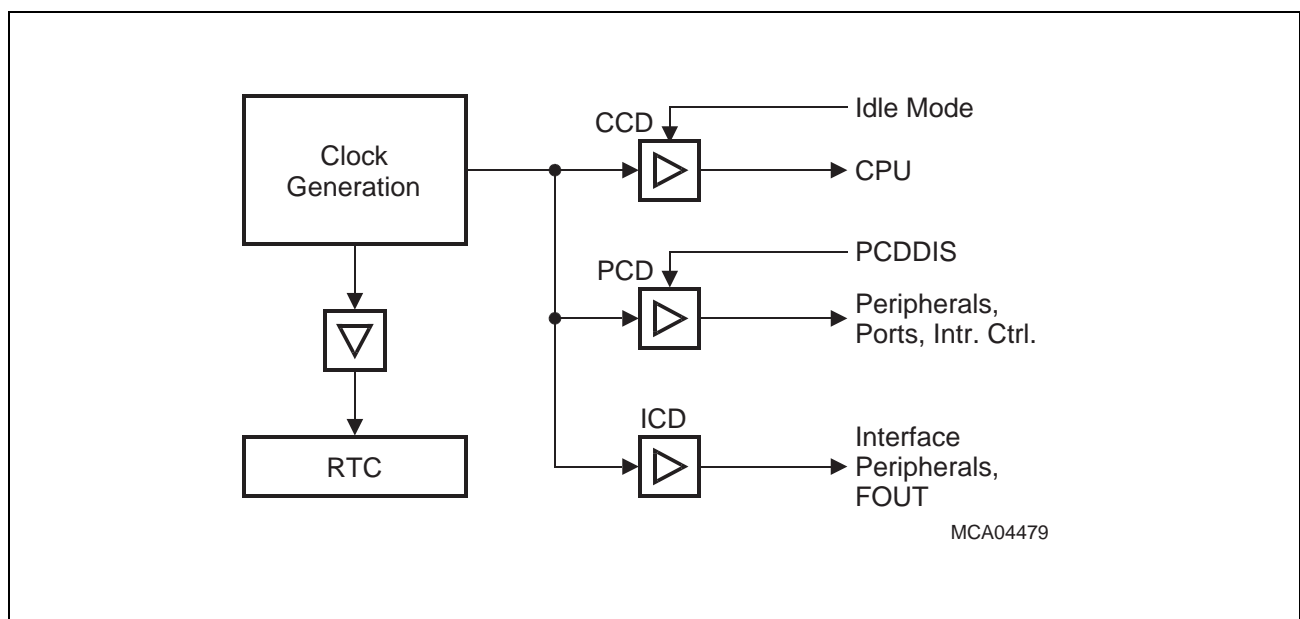 Clock
Generation
RTC
CCD
Idle Mode
CPU
PCD
PCDDIS
Peripherals,
Ports, Intr. Ctrl.
ICD
Interface
Peripherals,
FOUT
MCA04479